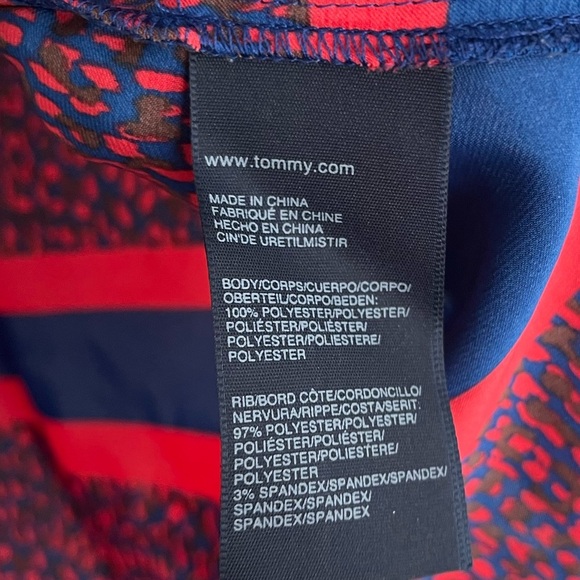 www.tommy.com
MADE IN CHINA
FABRIQUÉ EN CHINE
HECHO EN CHINA
CIN'DE URETILMISTIR
BODY/CORPS/CUERPO/CORPO/
OBERTEIL/CORPO/BEDEN:
100% POLYESTER/POLYESTER/
POLIÉSTER/POLIÉSTER/
POLYESTER/POLIESTERE/
POLYESTER
RIB/BORD CÔTE/CORDONCILLO/
NERVURA/RIPPE/COSTA/SERIT:
97% POLYESTER/POLYESTER/
POLIÉSTER/POLIÉSTER/
POLYESTER/POLIESTERE/
POLYESTER
3% SPANDEX/SPANDEX/SPANDEX/
SPANDEX/SPANDEX/
SPANDEX/SPANDEX